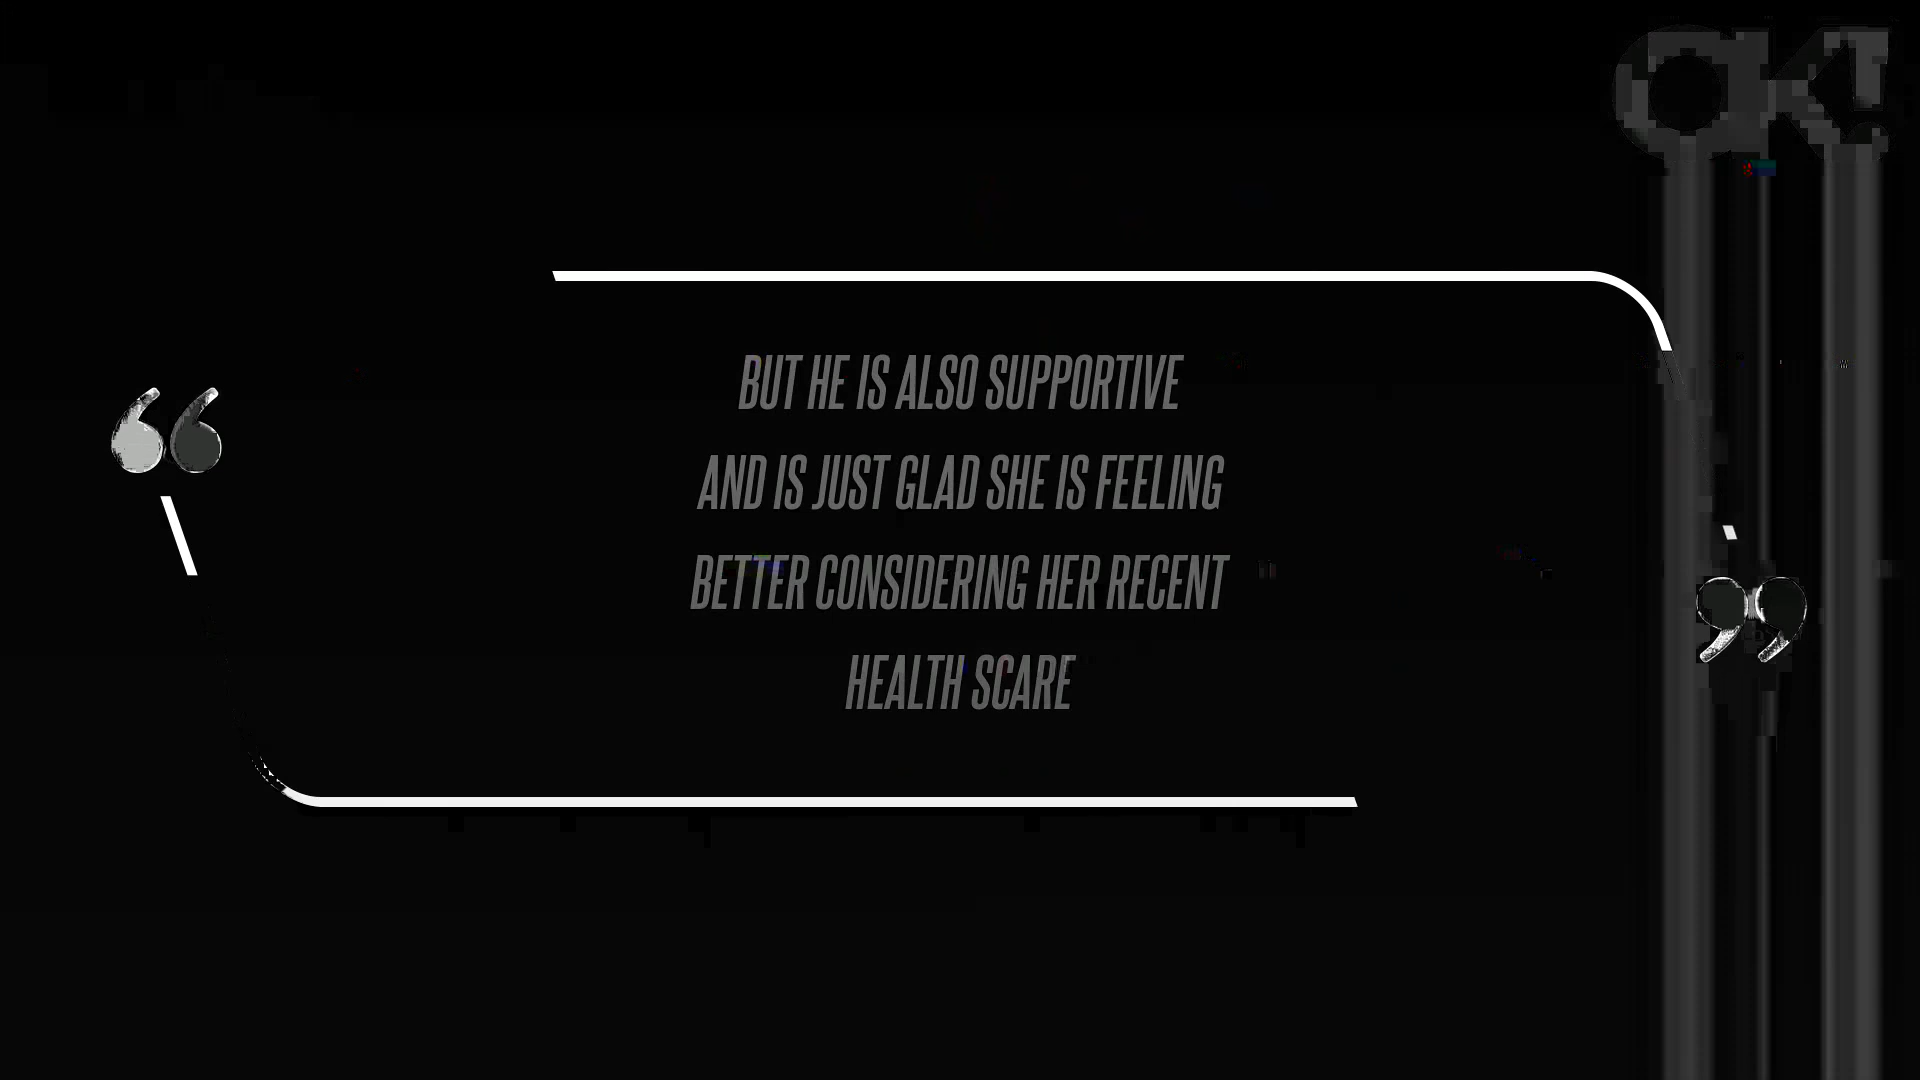 OK!
BUT HE IS ALSO SUPPORTIVE
AND IS JUST GLAD SHE IS FEELING
BETTER CONSIDERING HER RECENT
HEALTH SCARE